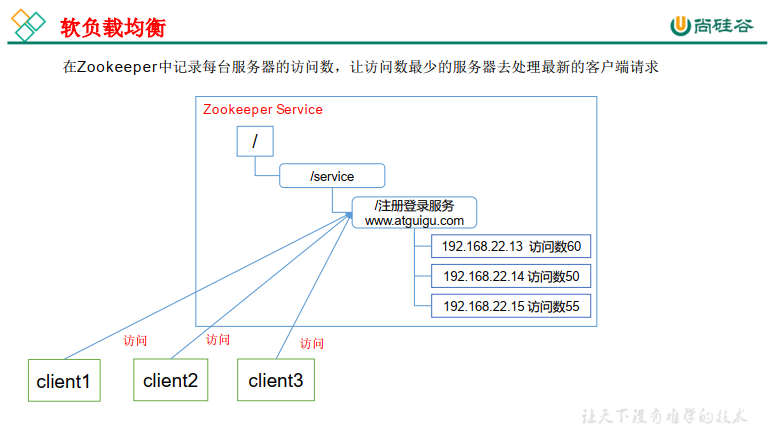 软负载均衡
尚硅谷
在Zookeeper中记录每台服务器的访问数，让访问数最少的服务器去处理最新的客户端请求
Zookeeper Service
/
/service
/注册登录服务
www.atguigu.com
192.168.22.13 访问数60
192.168.22.14 访问数50
192.168.22.15 访问数55
访问
访问
访问
client1
client2
client3
让天下没有难学的技术